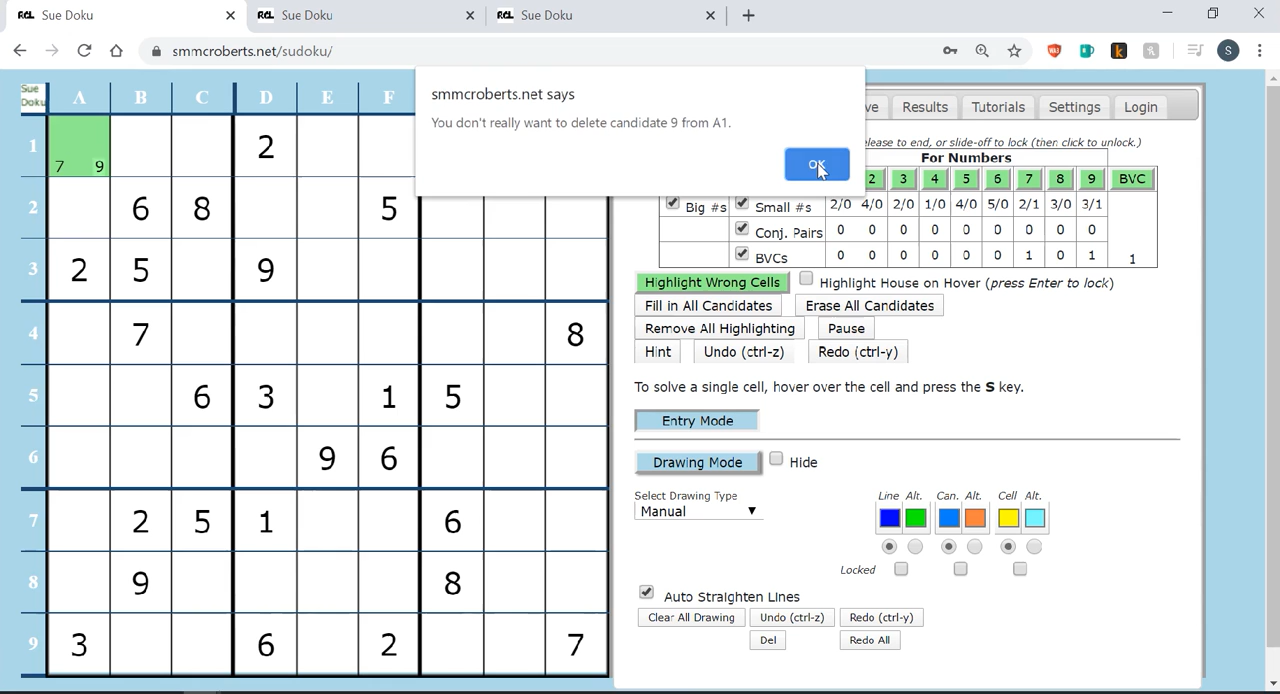 RCL Sue Doku
RCL Sue Doku
RCL Sue Doku
smmcroberts.net/sudoku/
S
Sue
Doku
A B C D E F
smmcroberts.net says
You don't really want to delete candidate 9 from A1.
OK
ve Results Tutorials Settings Login
elease to end, or slide-off to lock (then click to unlock.)
For Numbers
2 3 4 5 6 7 8 9 BVC
Big #s Small #s 2/0 4/0 2/0 1/0 4/0 5/0 2/1 3/0 3/1
Conj. Pairs 0 0 0 0 0 0 0 0 0
BVCs 0 0 0 0 0 0 1 0 1 1
1 7 9 2
2 6 8 5
3 2 5 9
4 7 8
5 6 3 1 5
6 9 6
7 2 5 1 6
8 9 8
9 3 6 2 7
Highlight Wrong Cells Highlight House on Hover (press Enter to lock)
Fill in All Candidates Erase All Candidates
Remove All Highlighting Pause
Hint Undo (ctrl-z) Redo (ctrl-y)
To solve a single cell, hover over the cell and press the S key.
Entry Mode
Drawing Mode Hide
Select Drawing Type
Manual
Line Alt. Can. Alt. Cell Alt.
Locked
Auto Straighten Lines
Clear All Drawing Undo (ctrl-z) Redo (ctrl-y)
Del Redo All